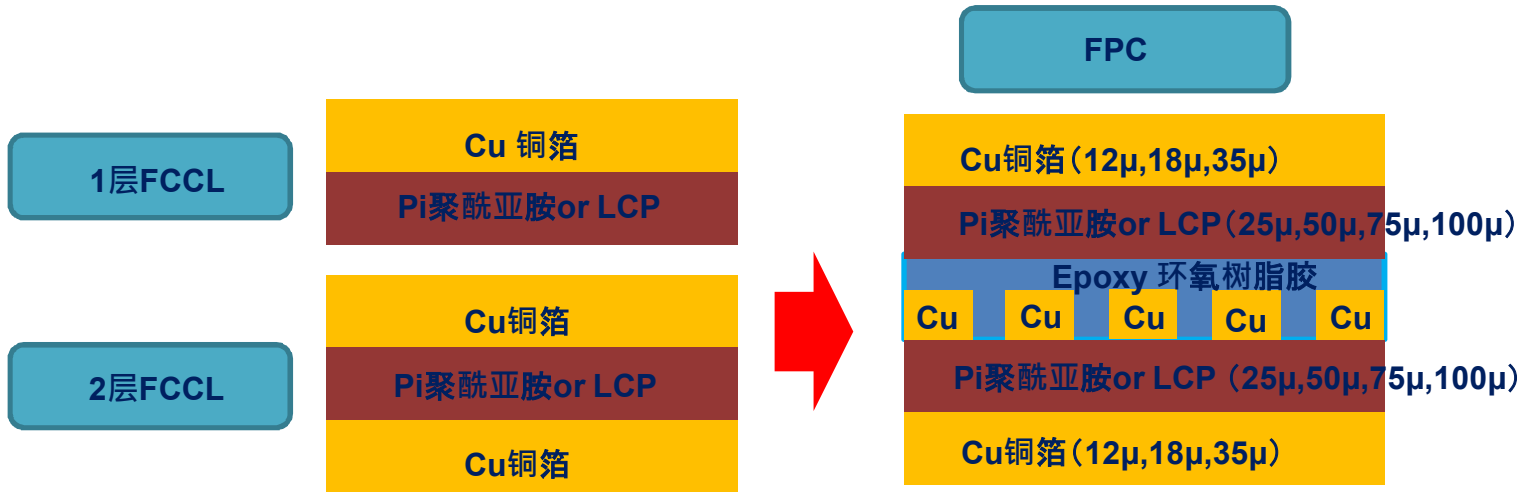 FPC
1层FCCL
Cu 铜箔
Pi聚酰亚胺or LCP
2层FCCL
Cu铜箔
Pi聚酰亚胺or LCP
Cu铜箔
Cu铜箔(12μ,18μ,35μ)
Pi聚酰亚胺or LCP(25μ,50μ,75μ,100μ)
Epoxy 环氧树脂胶
Cu Cu Cu Cu Cu
Pi聚酰亚胺or LCP (25μ,50μ,75μ,100μ)
Cu铜箔(12μ,18μ,35μ)